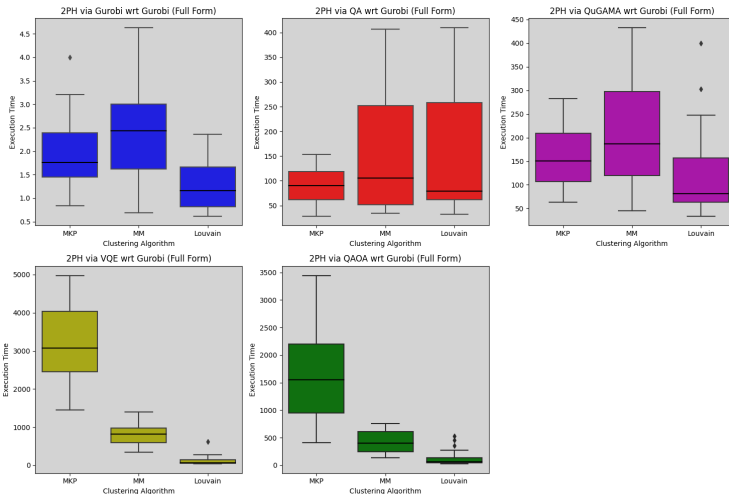 2PH via Gurobi wrt Gurobi (Full Form)
Execution Time
4.5
4.0
3.5
3.0
2.5
2.0
1.5
1.0
0.5
MKP MM Louvain
Clustering Algorithm
2PH via QA wrt Gurobi (Full Form)
Execution Time
400
350
300
250
200
150
100
50
MKP MM Louvain
Clustering Algorithm
2PH via QuGAMA wrt Gurobi (Full Form)
Execution Time
450
400
350
300
250
200
150
100
50
MKP MM Louvain
Clustering Algorithm
2PH via VQE wrt Gurobi (Full Form)
Execution Time
5000
4000
3000
2000
1000
0
MKP MM Louvain
Clustering Algorithm
2PH via QAOA wrt Gurobi (Full Form)
Execution Time
3500
3000
2500
2000
1500
1000
500
0
MKP MM Louvain
Clustering Algorithm